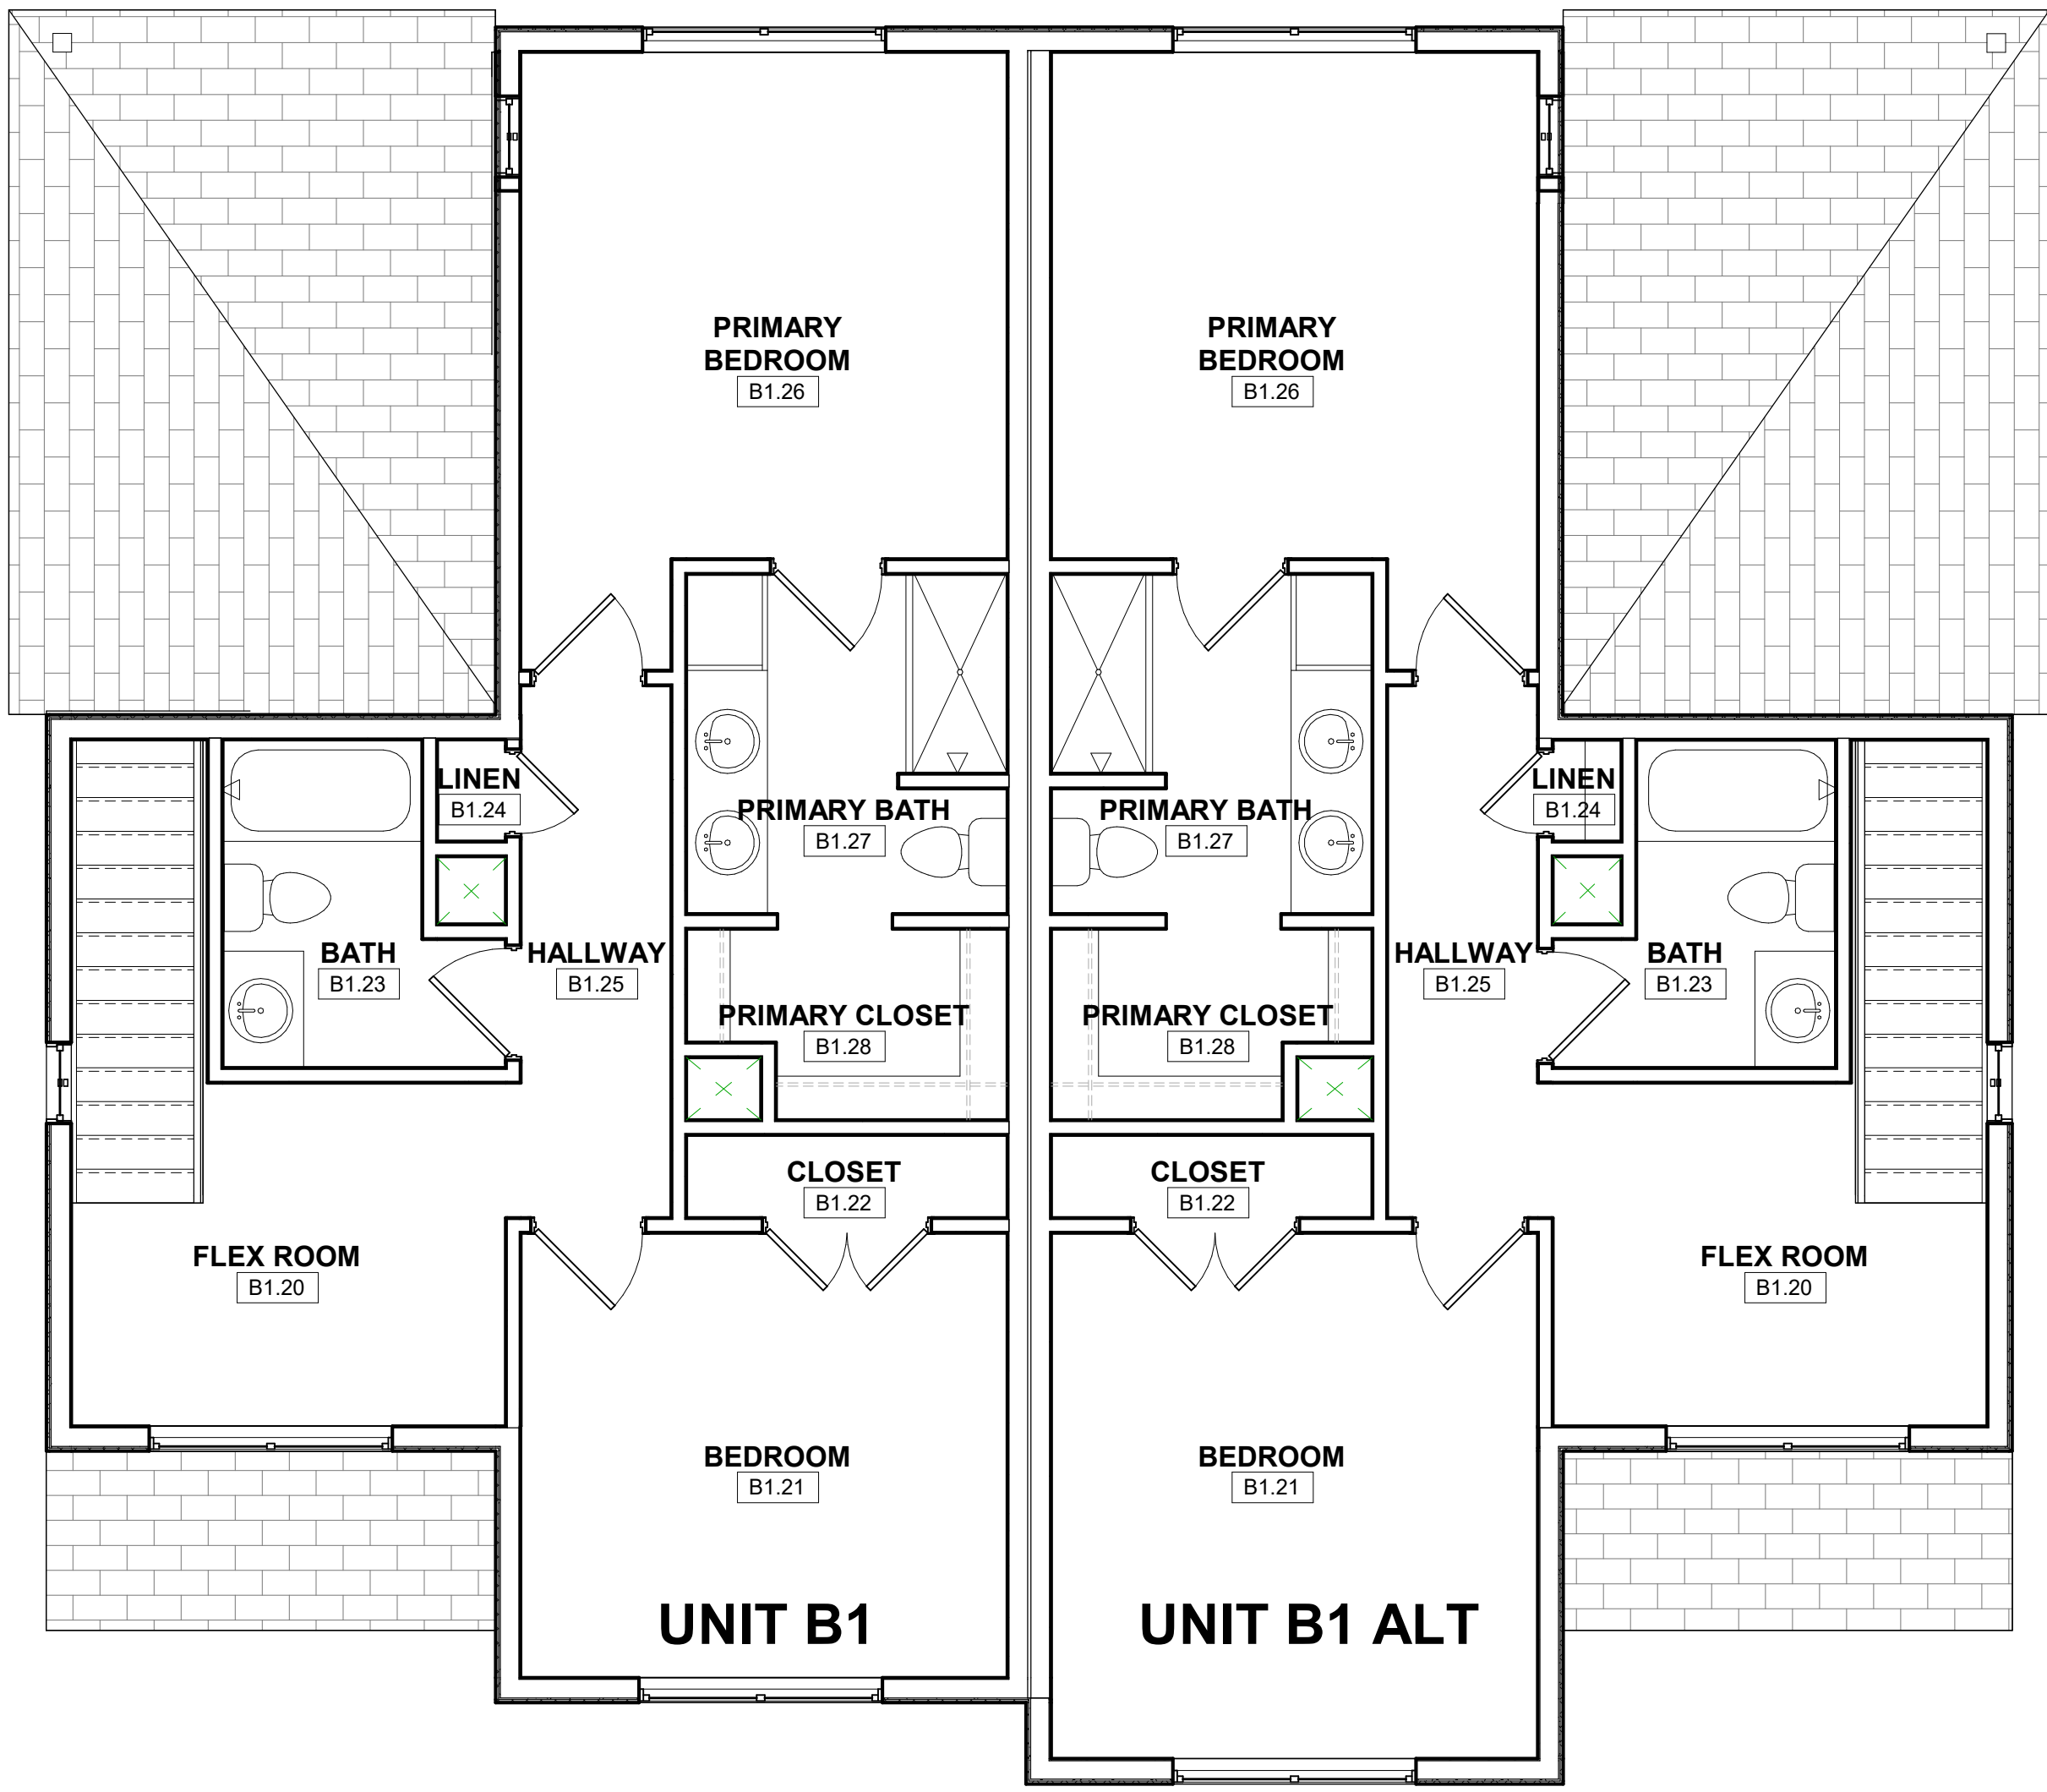 PRIMARY
BEDROOM
B1.26
PRIMARY
BEDROOM
B1.26
LINEN
B1.24
PRIMARY BATH
B1.27
PRIMARY BATH
B1.27
LINEN
B1.24
BATH
B1.23
HALLWAY
B1.25
HALLWAY
B1.25
BATH
B1.23
PRIMARY CLOSET
B1.28
PRIMARY CLOSET
B1.28
CLOSET
B1.22
CLOSET
B1.22
FLEX ROOM
B1.20
FLEX ROOM
B1.20
BEDROOM
B1.21
BEDROOM
B1.21
UNIT B1
UNIT B1 ALT